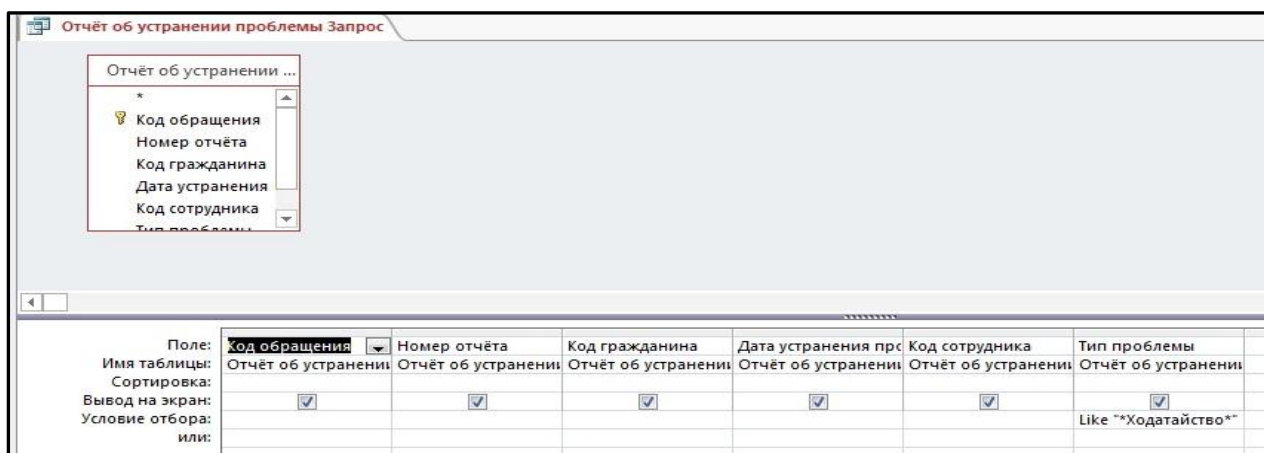 Отчёт об устранении проблемы Запрос
Отчёт об устранении ...
*
Код обращения
Номер отчёта
Код гражданина
Дата устранения
Код сотрудника
Тип проблемы
Поле: Код обращения Номер отчёта Код гражданина Дата устранения прс Код сотрудника Тип проблемы
Имя таблицы: Отчёт об устранени Отчёт об устранени Отчёт об устранени Отчёт об устранени Отчёт об устранени Отчёт об устранени
Сортировка:
Вывод на экран:
Условие отбора: Like "*Ходатайство*"
или: